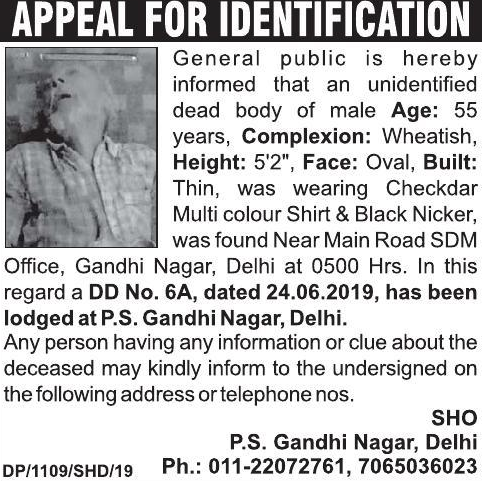 APPEAL FOR IDENTIFICATION
General public is hereby
informed that an unidentified
dead body of male Age: 55
years, Complexion: Wheatish,
Height: 5'2", Face: Oval, Built:
Thin, was wearing Checkdar
Multi colour Shirt & Black Nicker,
was found Near Main Road SDM
Office, Gandhi Nagar, Delhi at 0500 Hrs. In this
regard a DD No. 6A, dated 24.06.2019, has been
lodged at P.S. Gandhi Nagar, Delhi.
Any person having any information or clue about the
deceased may kindly inform to the undersigned on
the following address or telephone nos.
SHO
P.S. Gandhi Nagar, Delhi
DP/1109/SHD/19 Ph.: 011-22072761, 7065036023